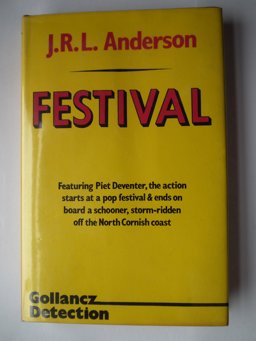 J.R.L. Anderson
FESTIVAL
Featuring Piet Deventer, the action
starts at a pop festival & ends on
board a schooner, storm-ridden
off the North Cornish coast
Gollancz
Detection